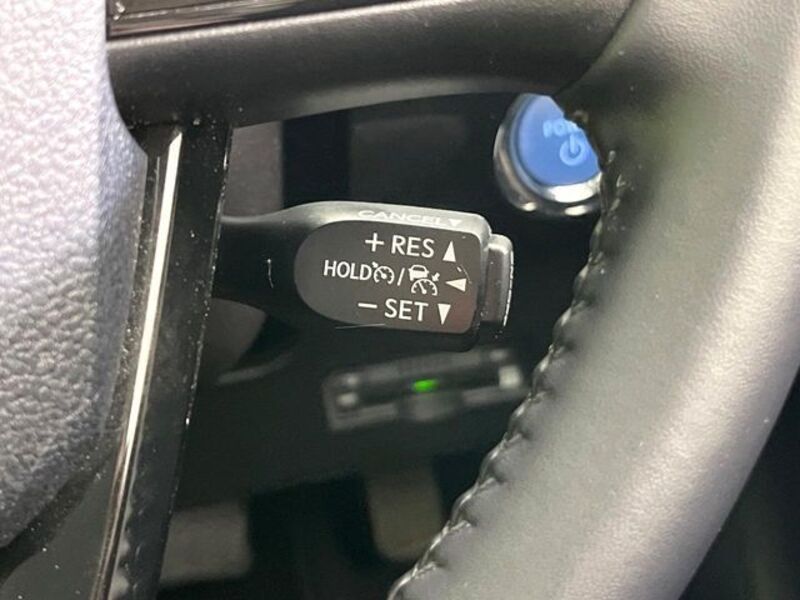 CANCEL ▼
+ RES ▲
HOLD / ◀
− SET ▼